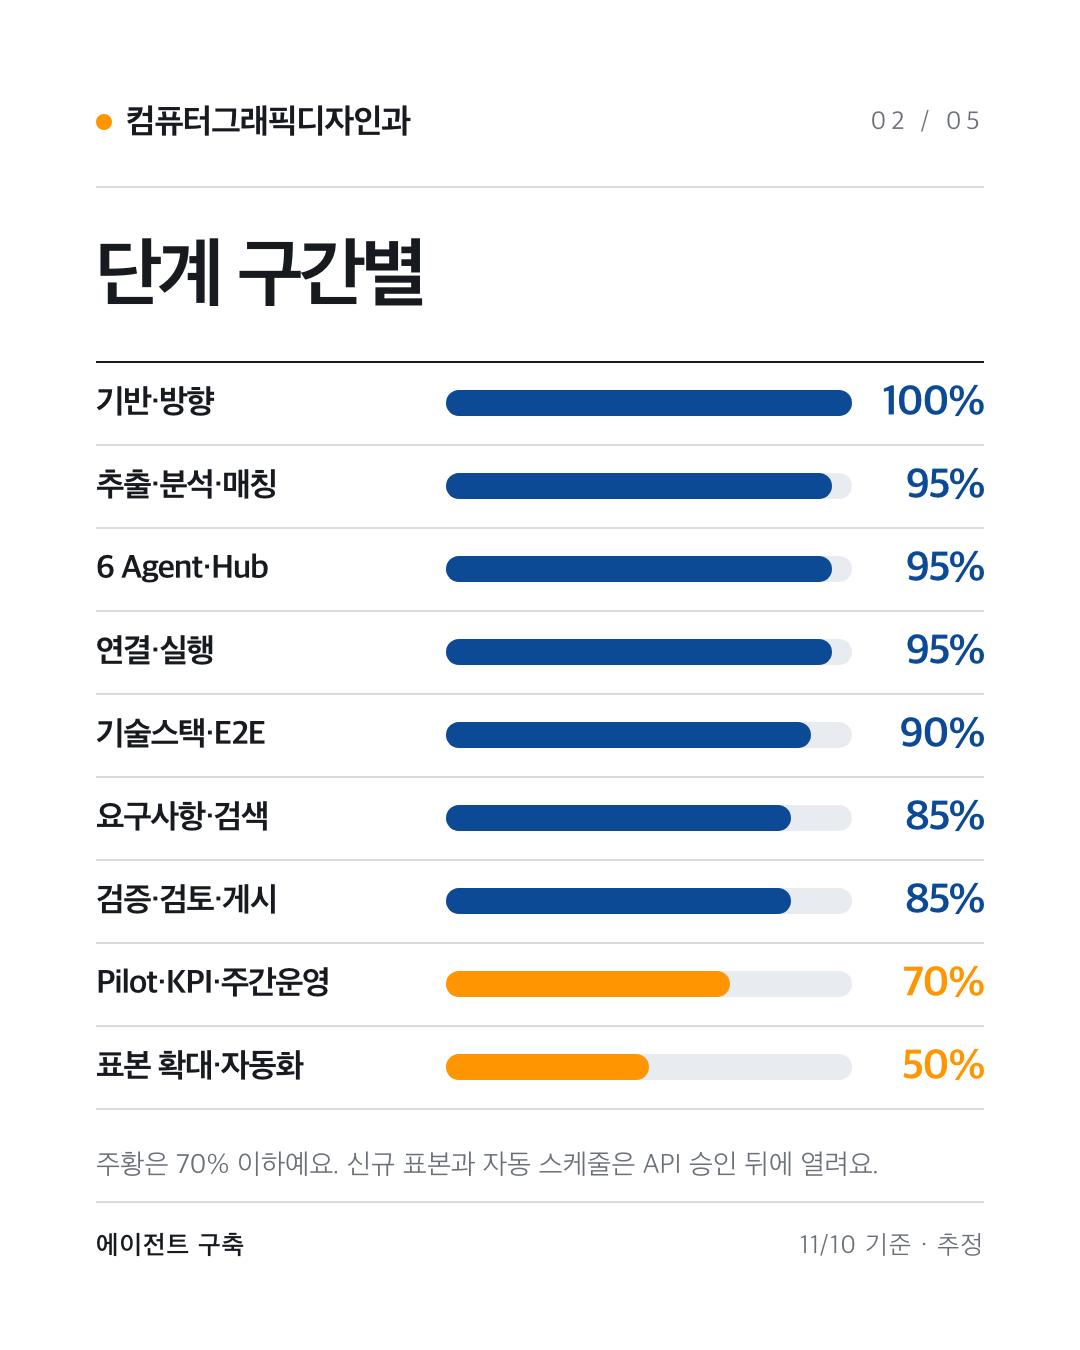 컴퓨터그래픽디자인과
02 / 05
단계 구간별
기반·방향 100%
추출·분석·매칭 95%
6 Agent·Hub 95%
연결·실행 95%
기술스택·E2E 90%
요구사항·검색 85%
검증·검토·게시 85%
Pilot·KPI·주간운영 70%
표본 확대·자동화 50%
주황은 70% 이하예요. 신규 표본과 자동 스케줄은 API 승인 뒤에 열려요.
에이전트 구축
11/10 기준 · 추정